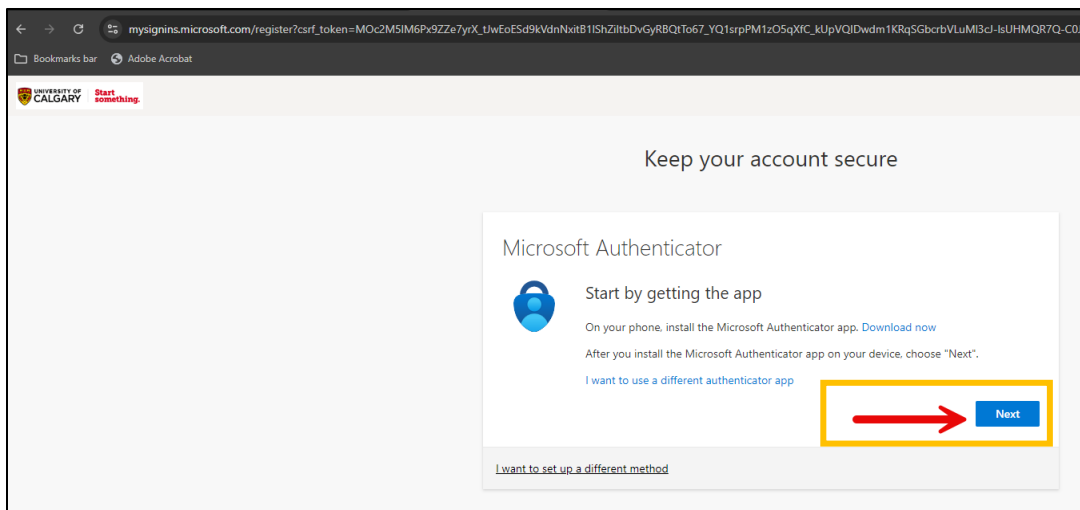 mysignins.microsoft.com/register?csrf_token=MOc2M5IM6Px9ZZe7yrX_tJwEoESd9kVdnNxitB1IShZiltbDvGyRBQtTo67_YQ1srpPM1zO5qXfC_kUpVQIDwdm1KRqSGbcrbVLuMl3cJ-IsUHMQR7Q-C0J
Bookmarks bar Adobe Acrobat
UNIVERSITY OF CALGARY
Start something.
Keep your account secure
Microsoft Authenticator
Start by getting the app
On your phone, install the Microsoft Authenticator app. Download now
After you install the Microsoft Authenticator app on your device, choose "Next".
I want to use a different authenticator app
Next
I want to set up a different method